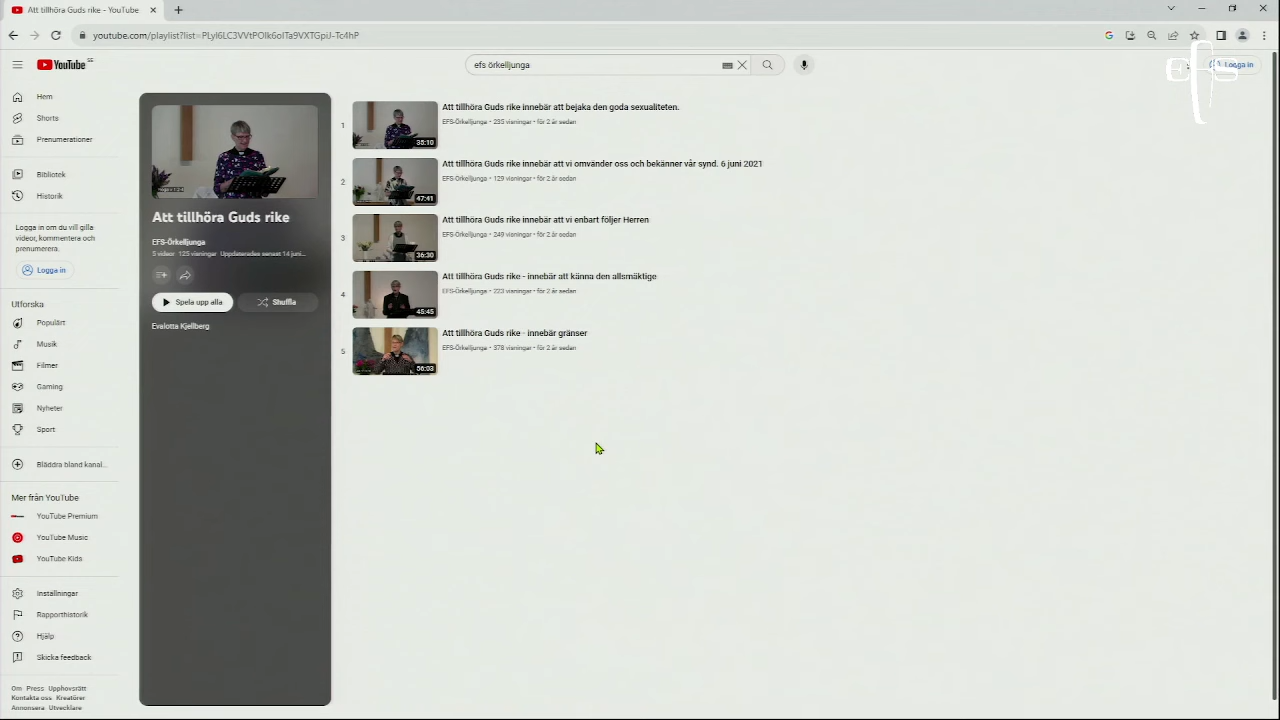 Att tillhöra Guds rike - YouTube
youtube.com/playlist?list=PLyI6LC3VVtPOlk6olTa9VXTGpiJ-Tc4hP
YouTube SE
efs örkelljunga
Logga in
efs
Hem
Shorts
Prenumerationer
Bibliotek
Historik
Logga in om du vill gilla
videor, kommentera och
prenumerera.
Logga in
Utforska
Populärt
Musik
Filmer
Gaming
Nyheter
Sport
Bläddra bland kanal...
Mer från YouTube
YouTube Premium
YouTube Music
YouTube Kids
Inställningar
Rapporthistorik
Hjälp
Skicka feedback
Om Press Upphovsrätt
Kontakta oss Kreatörer
Annonsera Utvecklare
Att tillhöra Guds rike
EFS-Örkelljunga
5 videor 125 visningar Uppdaterades senast 14 juni...
Spela upp alla
Shuffla
Evalotta Kjellberg
1
35:10
Att tillhöra Guds rike innebär att bejaka den goda sexualiteten.
EFS-Örkelljunga • 235 visningar • för 2 år sedan
2
47:41
Att tillhöra Guds rike innebär att vi omvänder oss och bekänner vår synd. 6 juni 2021
EFS-Örkelljunga • 129 visningar • för 2 år sedan
3
36:30
Att tillhöra Guds rike innebär att vi enbart följer Herren
EFS-Örkelljunga • 249 visningar • för 2 år sedan
4
45:45
Att tillhöra Guds rike - innebär att känna den allsmäktige
EFS-Örkelljunga • 223 visningar • för 2 år sedan
5
56:03
Att tillhöra Guds rike - innebär gränser
EFS-Örkelljunga • 378 visningar • för 2 år sedan